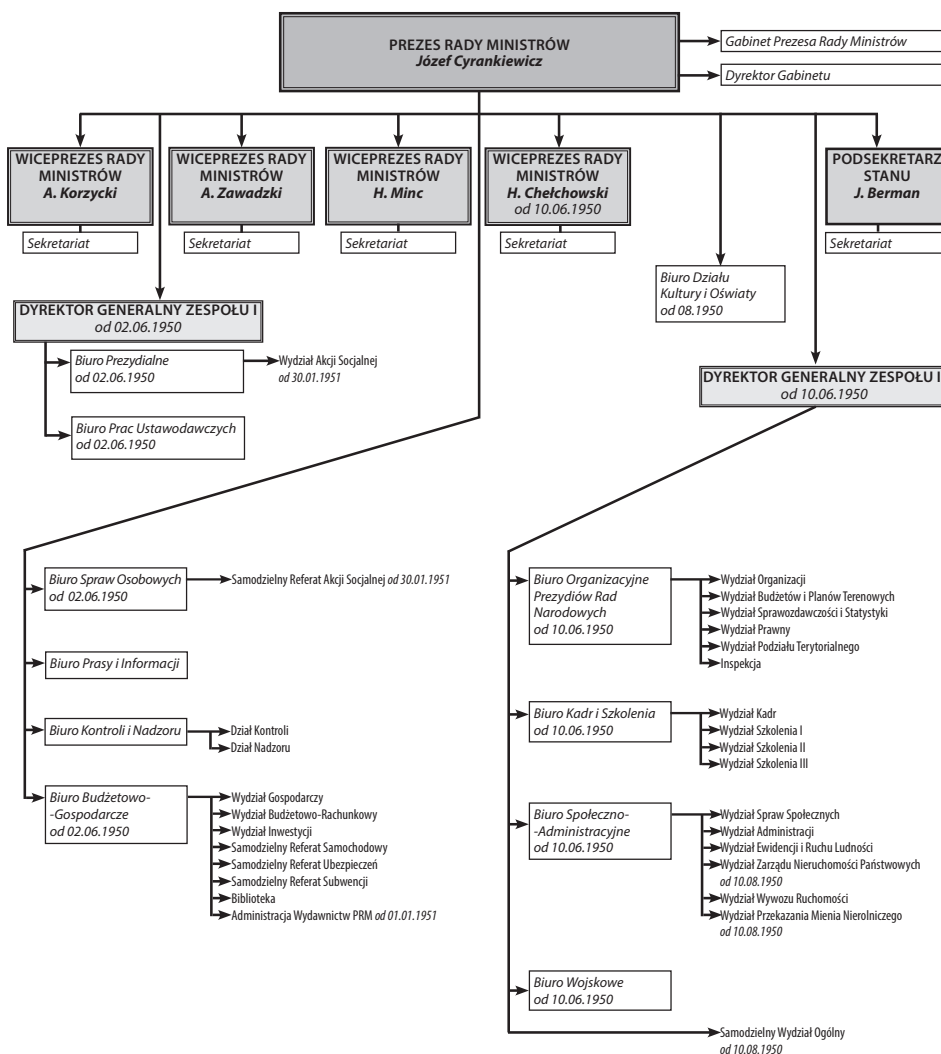 PREZES RADY MINISTRÓW
Józef Cyrankiewicz
Gabinet Prezesa Rady Ministrów
Dyrektor Gabinetu
WICEPREZES RADY
MINISTRÓW
A. Korzycki
Sekretariat
WICEPREZES RADY
MINISTRÓW
A. Zawadzki
Sekretariat
WICEPREZES RADY
MINISTRÓW
H. Minc
Sekretariat
WICEPREZES RADY
MINISTRÓW
H. Chełchowski
od 10.06.1950
Sekretariat
PODSEKRETARZ
STANU
J. Berman
Sekretariat
Biuro Działu
Kultury i Oświaty
od 08.1950
DYREKTOR GENERALNY ZESPOŁU I
od 02.06.1950
Biuro Prezydialne
od 02.06.1950
Wydział Akcji Socjalnej
od 30.01.1951
Biuro Prac Ustawodawczych
od 02.06.1950
DYREKTOR GENERALNY ZESPOŁU I
od 10.06.1950
Biuro Spraw Osobowych
od 02.06.1950
Samodzielny Referat Akcji Socjalnej od 30.01.1951
Biuro Prasy i Informacji
Biuro Kontroli i Nadzoru
Dział Kontroli
Dział Nadzoru
Biuro Budżetowo-
-Gospodarcze
od 02.06.1950
Wydział Gospodarczy
Wydział Budżetowo-Rachunkowy
Wydział Inwestycji
Samodzielny Referat Samochodowy
Samodzielny Referat Ubezpieczeń
Samodzielny Referat Subwencji
Biblioteka
Administracja Wydawnictw PRM od 01.01.1951
Biuro Organizacyjne
Prezydiów Rad
Narodowych
od 10.06.1950
Wydział Organizacji
Wydział Budżetów i Planów Terenowych
Wydział Sprawozdawczości i Statystyki
Wydział Prawny
Wydział Podziału Terytorialnego
Inspekcja
Biuro Kadr i Szkolenia
od 10.06.1950
Wydział Kadr
Wydział Szkolenia I
Wydział Szkolenia II
Wydział Szkolenia III
Biuro Społeczno-
-Administracyjne
od 10.06.1950
Wydział Spraw Społecznych
Wydział Administracji
Wydział Ewidencji i Ruchu Ludności
Wydział Zarządu Nieruchomości Państwowych
od 10.08.1950
Wydział Wywozu Ruchomości
Wydział Przekazania Mienia Nierolniczego
od 10.08.1950
Biuro Wojskowe
od 10.06.1950
Samodzielny Wydział Ogólny
od 10.08.1950